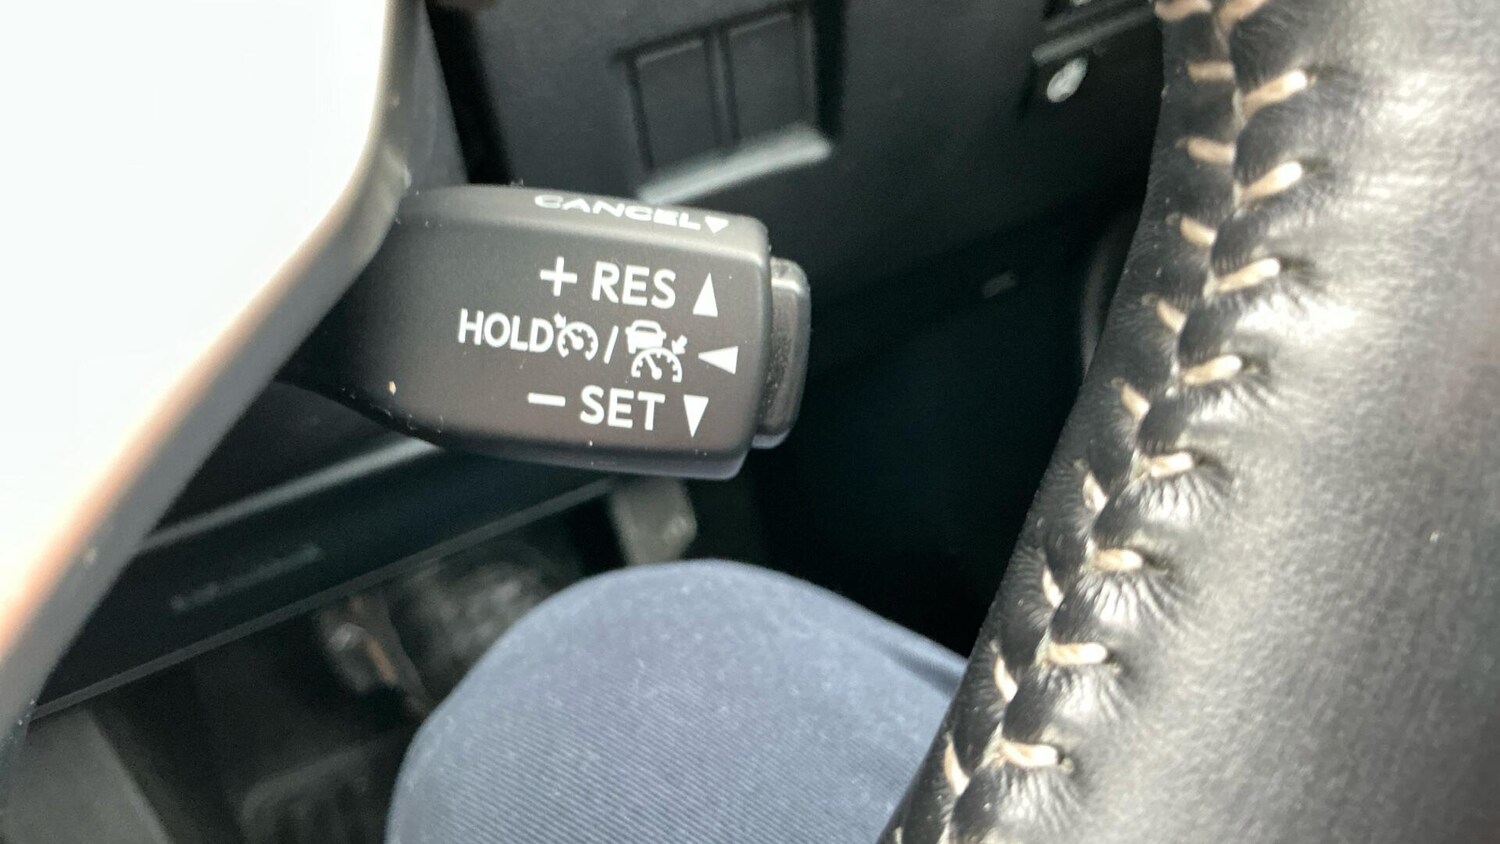 CANCEL▼
+ RES ▲
HOLD / ◀
− SET ▼